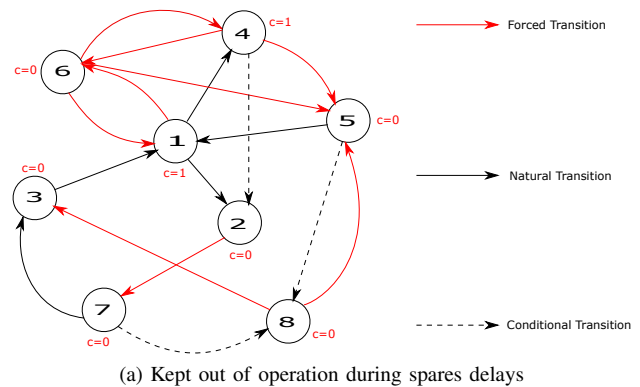 4
c=1
Forced Transition
6
c=0
5
c=0
1
c=1
c=0
3
Natural Transition
2
c=0
7
c=0
8
c=0
Conditional Transition
(a) Kept out of operation during spares delays